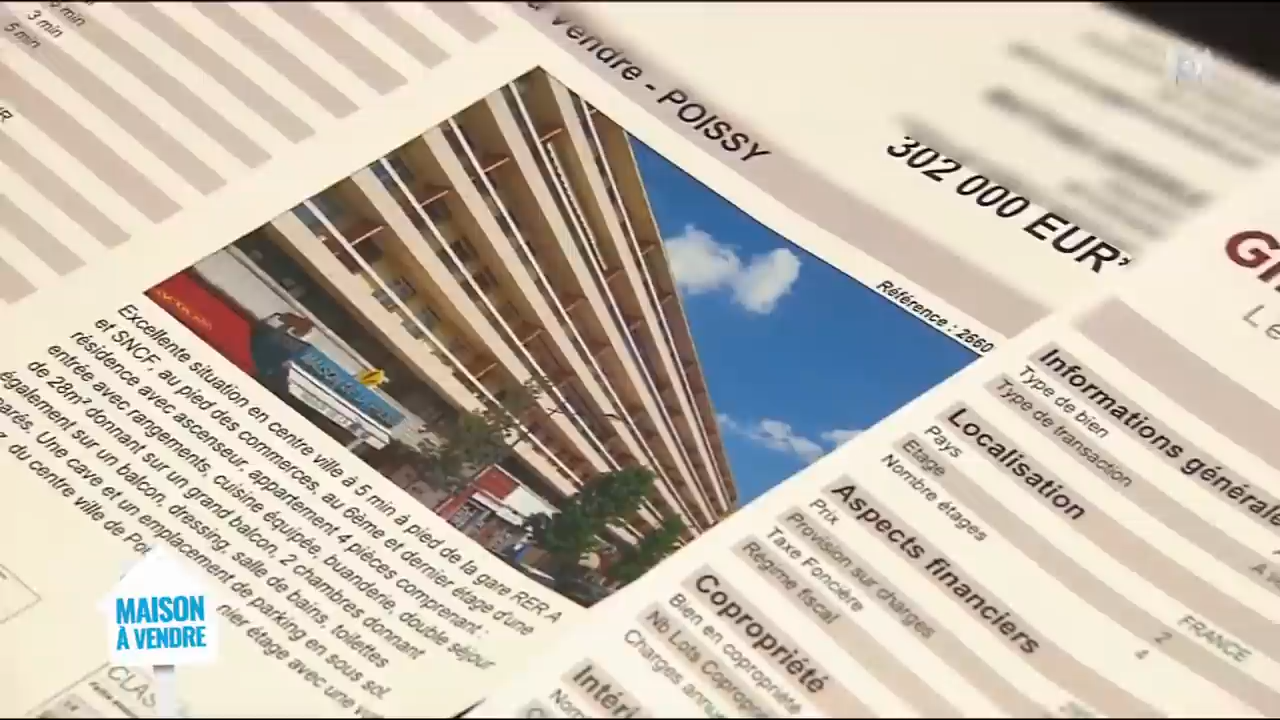 3 min
5 min
à vendre - POISSY
302 000 EUR*
Référence : 2660
Excellente situation en centre ville à 5 min à pied de la gare RER A
et SNCF, au pied des commerces, au 6ème et dernier étage d'une
résidence avec ascenseur, appartement 4 pièces comprenant :
entrée avec rangements, cuisine équipée, buanderie, double séjour
de 28m² donnant sur un grand balcon, 2 chambres donnant
également sur un balcon, dressing, salle de bains, toilettes
Une cave et un emplacement de parking en sous sol
du centre ville de
étage avec une
Informations générales
Type de bien
Type de transaction
Localisation
Pays
FRANCE
Etage
2
Nombre étages
4
Aspects financiers
Prix
Provision sur charges
Taxe Foncière
Régime fiscal
Copropriété
Bien en copropriété
Nb Lots
Charges
MAISON
À VENDRE